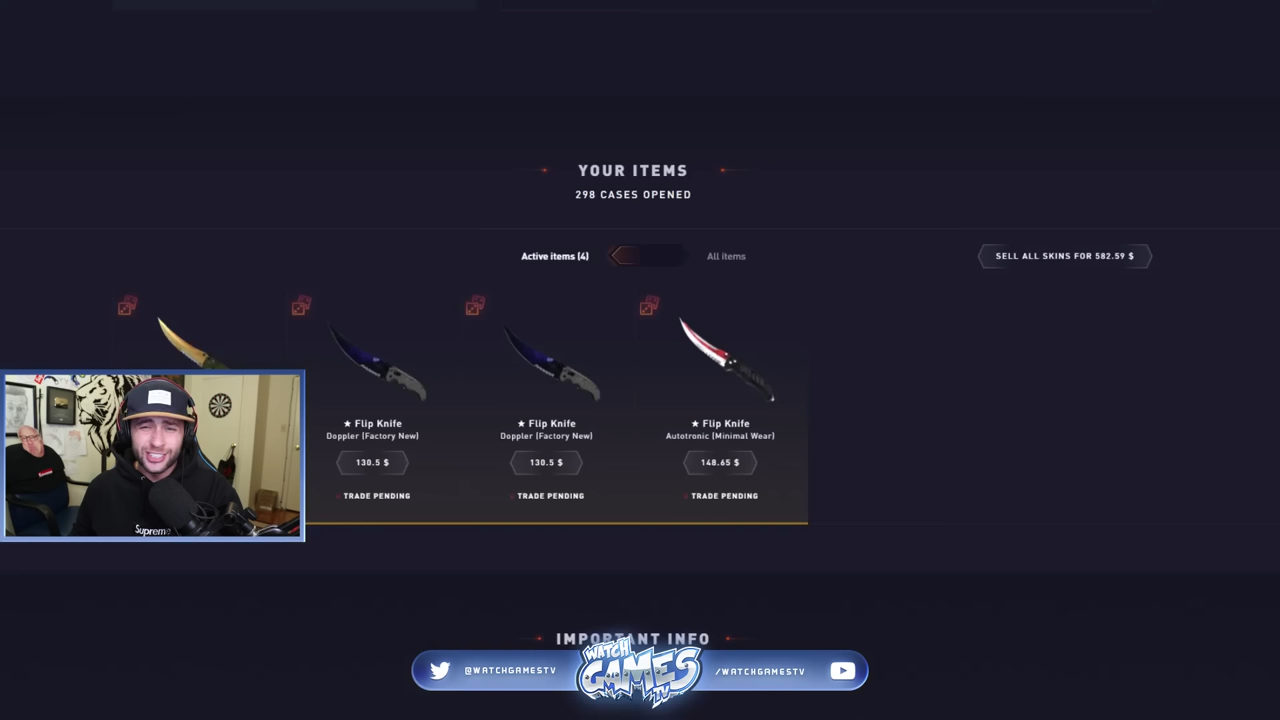 YOUR ITEMS
298 CASES OPENED
Active items (4)
All items
SELL ALL SKINS FOR 582.59 $
★ Flip Knife
Doppler (Factory New)
130.5 $
TRADE PENDING
★ Flip Knife
Doppler (Factory New)
130.5 $
TRADE PENDING
★ Flip Knife
Autotronic (Minimal Wear)
148.65 $
TRADE PENDING
Supreme
IMPORTANT INFO
@WATCHGAMESTV
WATCH
GAMES
TV
/WATCHGAMESTV